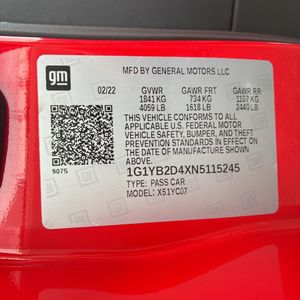 gm
MFD BY GENERAL MOTORS LLC
02/22 GVWR GAWR FRT GAWR RR
1841 KG 734 KG 1107 KG
4059 LB 1618 LB 2440 LB
THIS VEHICLE CONFORMS TO ALL
APPLICABLE U.S. FEDERAL MOTOR
VEHICLE SAFETY, BUMPER, AND THEFT
PREVENTION STANDARDS IN EFFECT ON
THE DATE OF MANUFACTURE SHOWN
ABOVE.
9075
1G1YB2D4XN5115245
TYPE: PASS CAR
MODEL: X51YC07